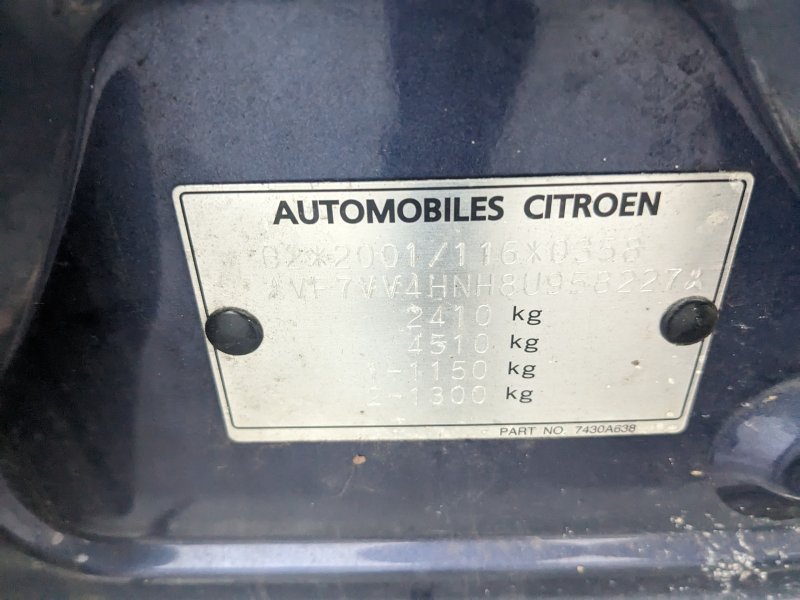 AUTOMOBILES CITROEN
e2*2001/116*0358
*VF7VV4HNH8U958227*
2410 kg
4510 kg
1-1150 kg
2-1300 kg
PART NO. 7430A638